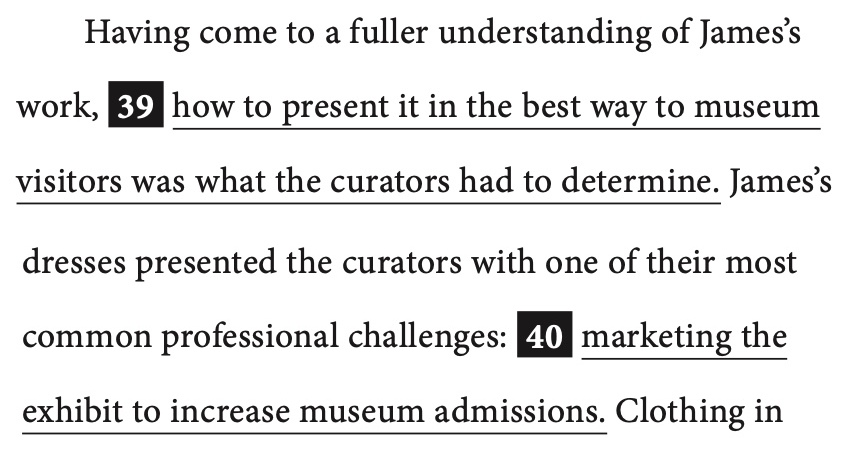 Having come to a fuller understanding of James’s
work, 39 how to present it in the best way to museum
visitors was what the curators had to determine. James’s
dresses presented the curators with one of their most
common professional challenges: 40 marketing the
exhibit to increase museum admissions. Clothing in